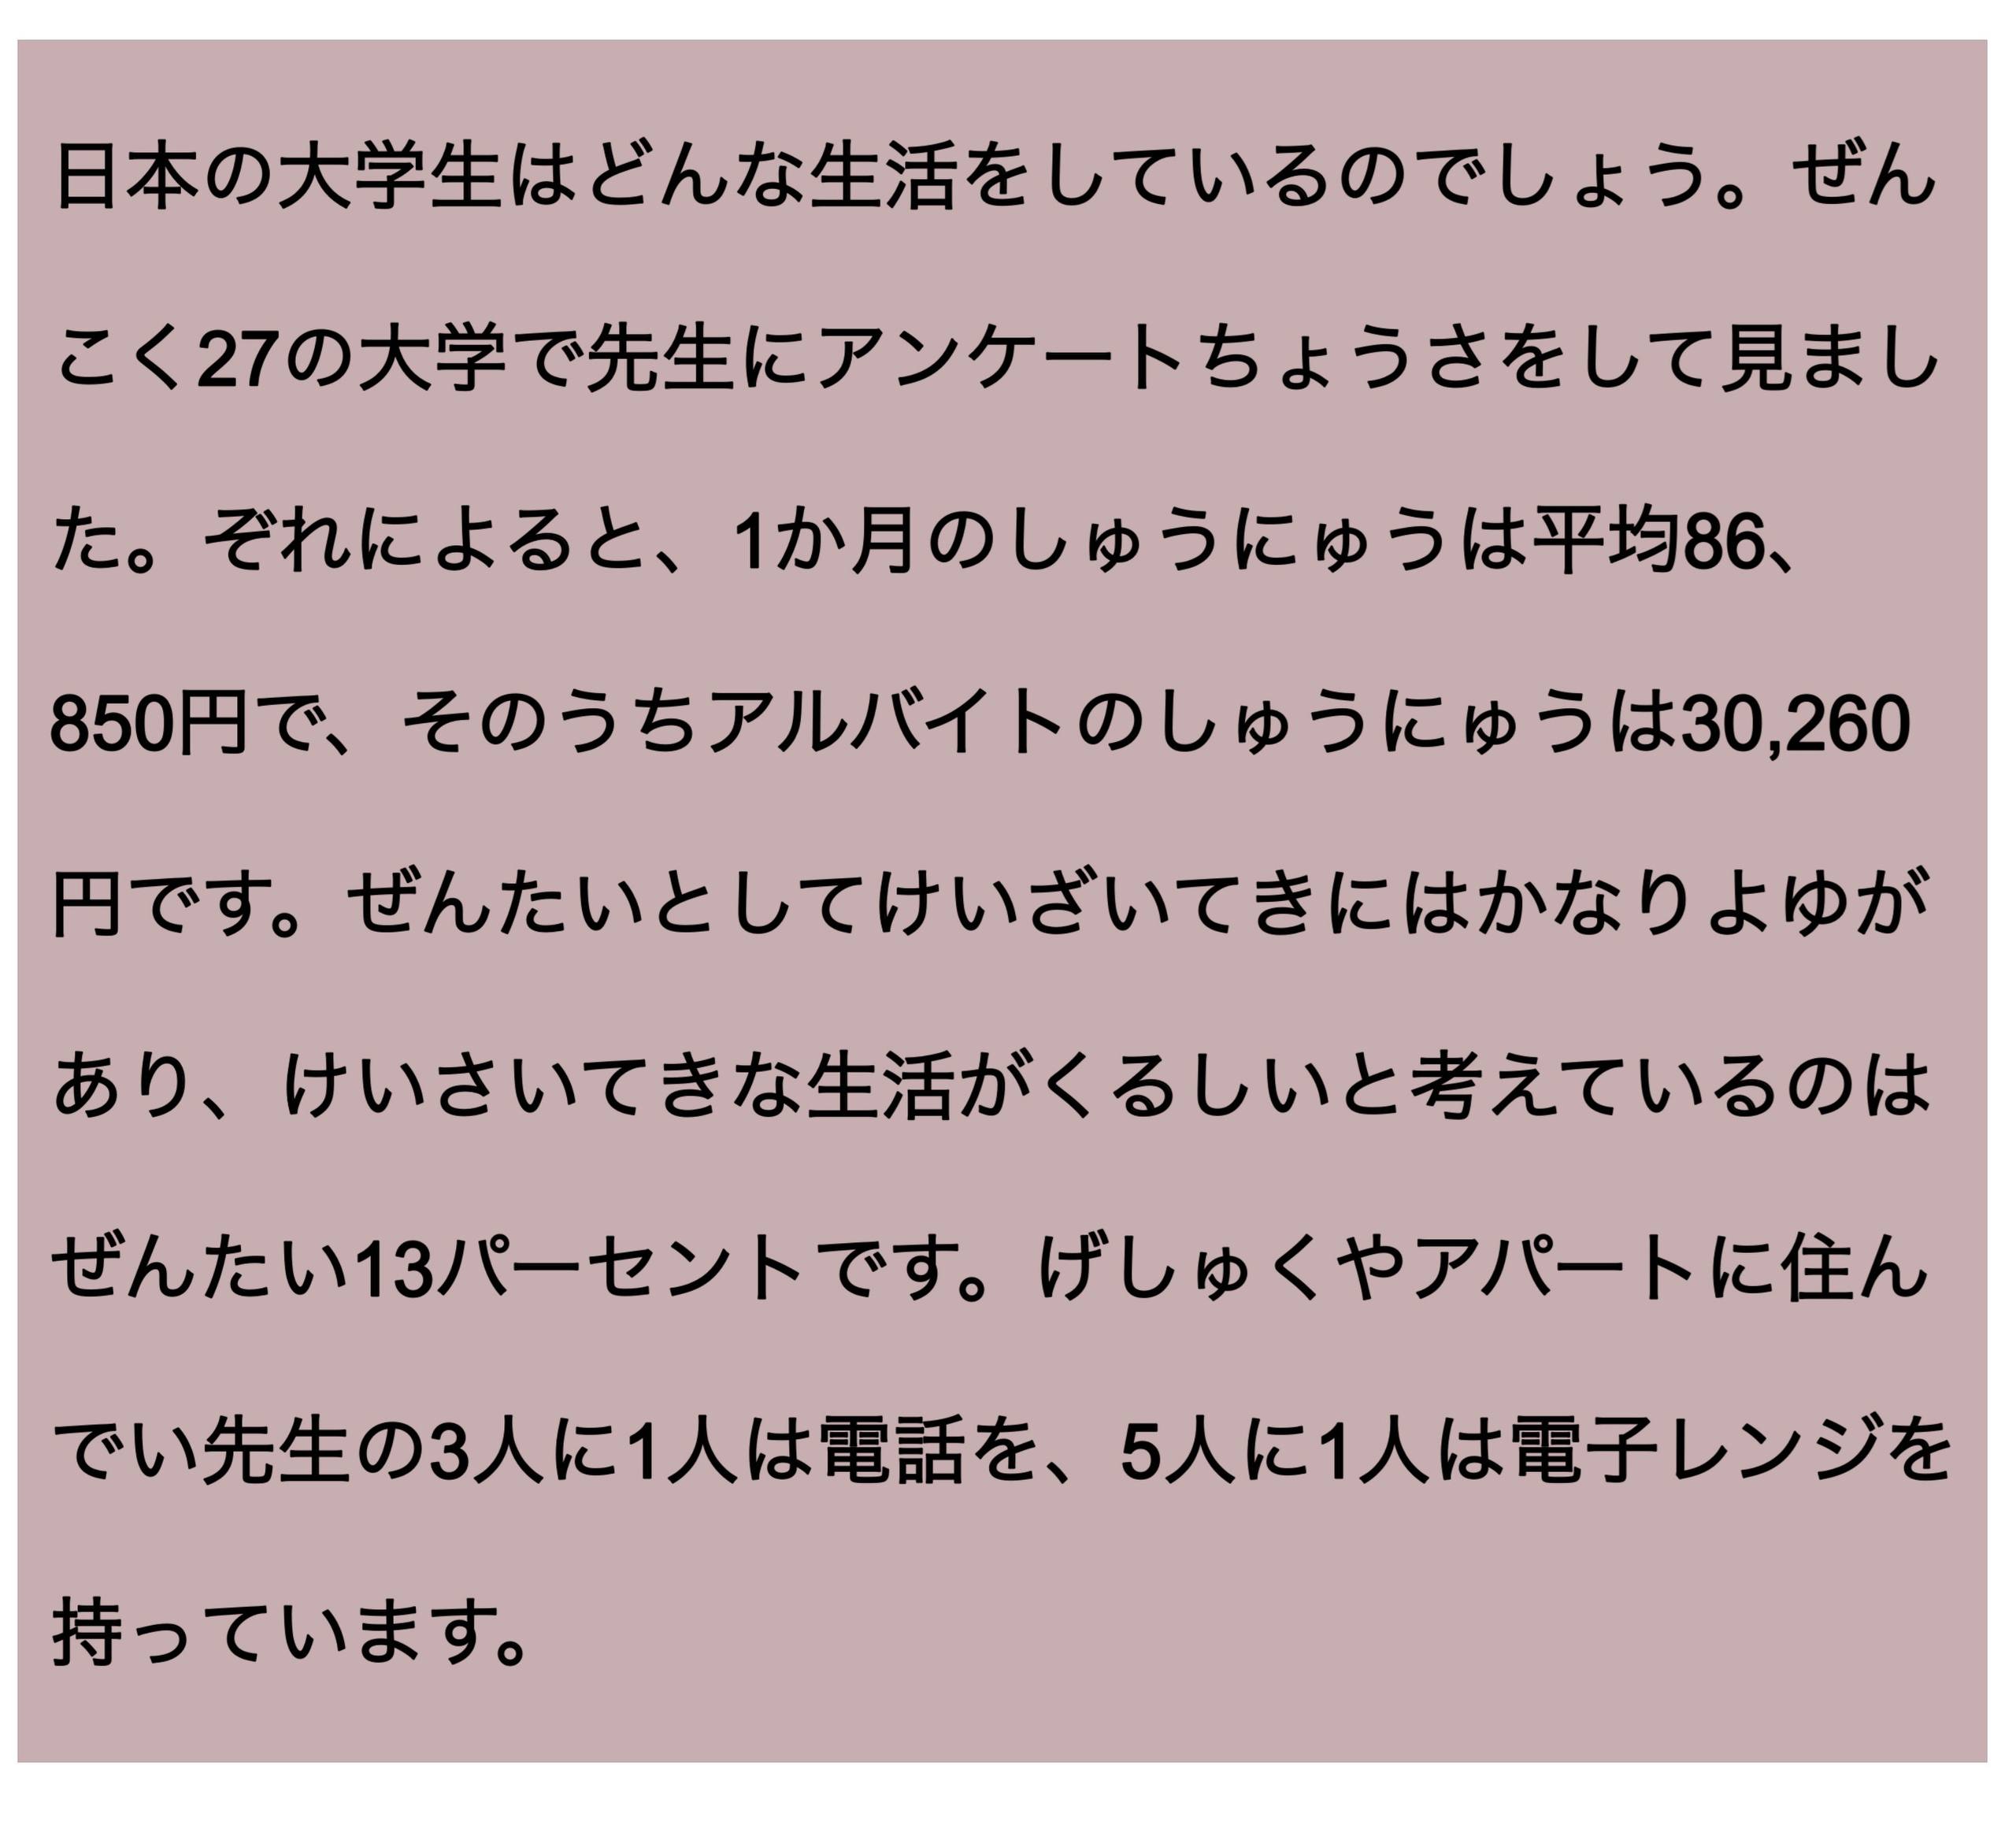 日本の大学生はどんな生活をしているのでしょう。ぜん
こく27の大学で先生にアンケートちょうさをして見まし
た。ぞれによると、1か月のしゅうにゅうは平均86、
850円で、そのうちアルバイトのしゅうにゅうは30,260
円です。ぜんたいとしてけいざいてきにはかなりよゆが
あり、けいさいてきな生活がくるしいと考えているのは
ぜんたい13パーセントです。げしゅくやアパートに住ん
でい先生の3人に1人は電話を、5人に1人は電子レンジを
持っています。